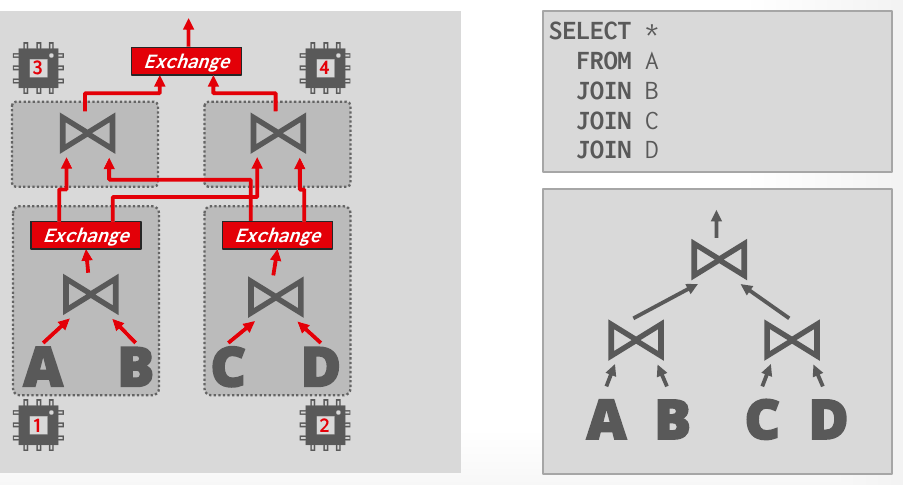 3
Exchange
4
Exchange
Exchange
A B C D
1
2
SELECT *
FROM A
JOIN B
JOIN C
JOIN D
A B C D